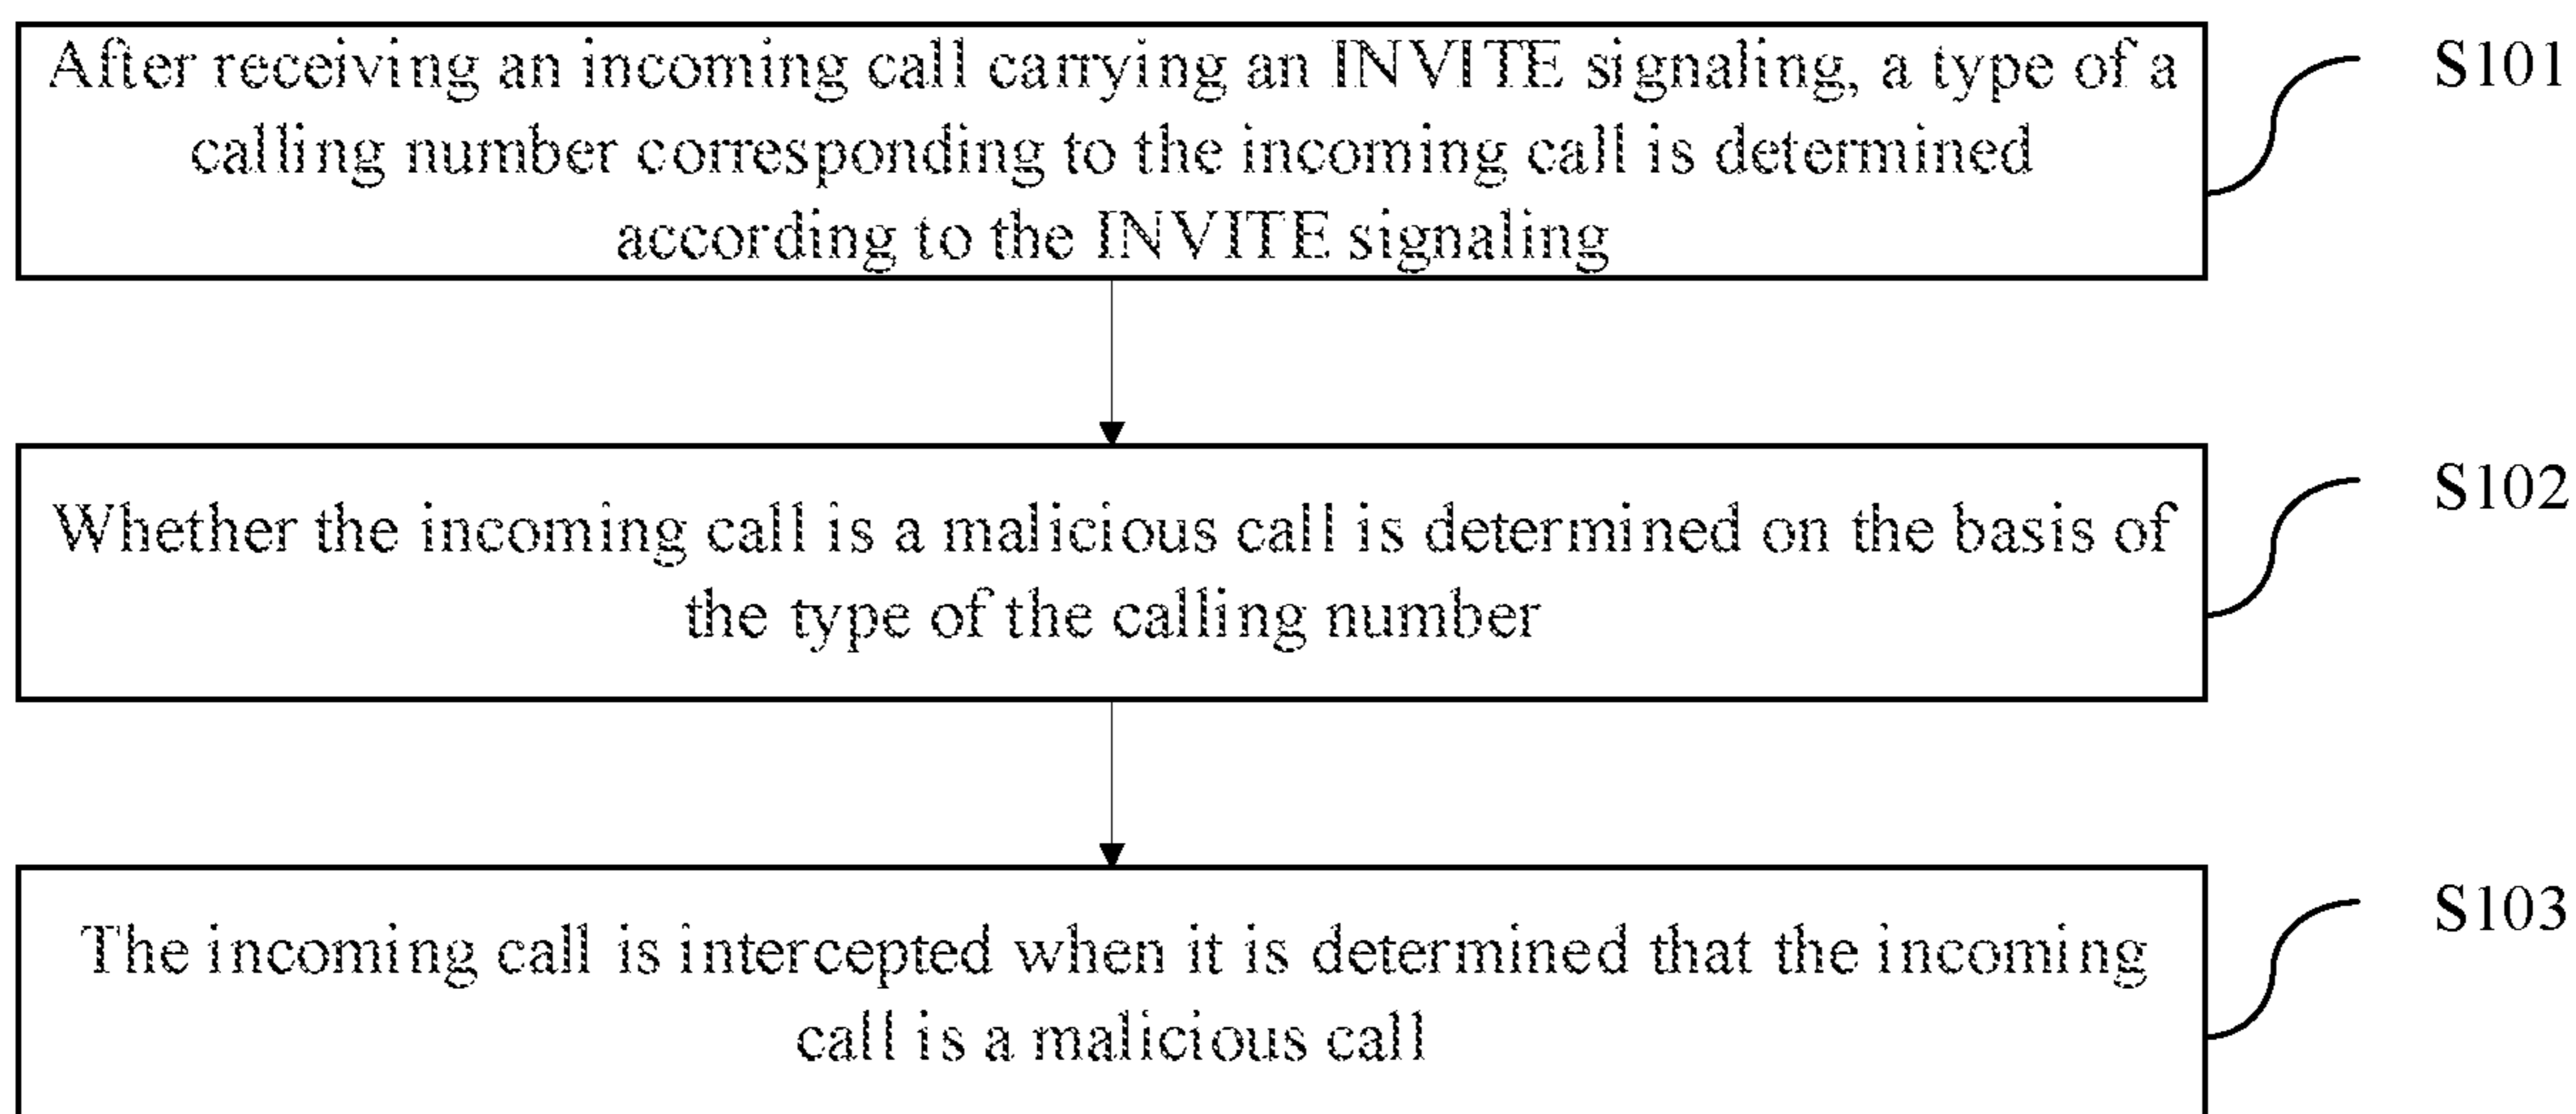 After receiving an incoming call carrying an INVITE signaling, a type of a
calling number corresponding to the incoming call is determined
according to the INVITE signaling
S101
Whether the incoming call is a malicious call is determined on the basis of
the type of the calling number
S102
The incoming call is intercepted when it is determined that the incoming
call is a malicious call
S103